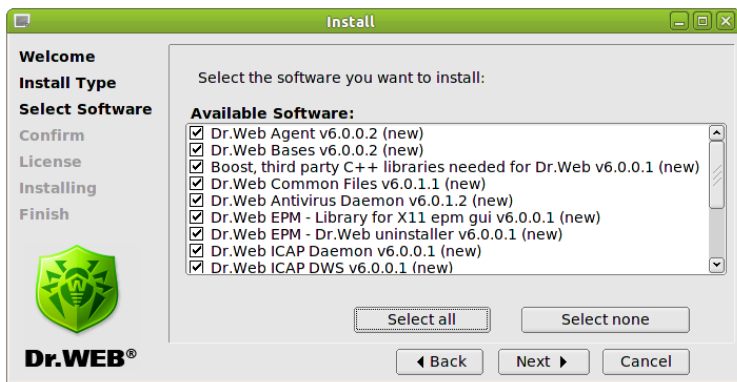 Install
Welcome
Install Type
Select Software
Confirm
License
Installing
Finish
Dr.WEB®
Select the software you want to install:
Available Software:
Dr.Web Agent v6.0.0.2 (new)
Dr.Web Bases v6.0.0.2 (new)
Boost, third party C++ libraries needed for Dr.Web v6.0.0.1 (new)
Dr.Web Common Files v6.0.1.1 (new)
Dr.Web Antivirus Daemon v6.0.1.2 (new)
Dr.Web EPM - Library for X11 epm gui v6.0.0.1 (new)
Dr.Web EPM - Dr.Web uninstaller v6.0.0.1 (new)
Dr.Web ICAP Daemon v6.0.0.1 (new)
Dr.Web ICAP DWS v6.0.0.1 (new)
Select all
Select none
Back
Next
Cancel